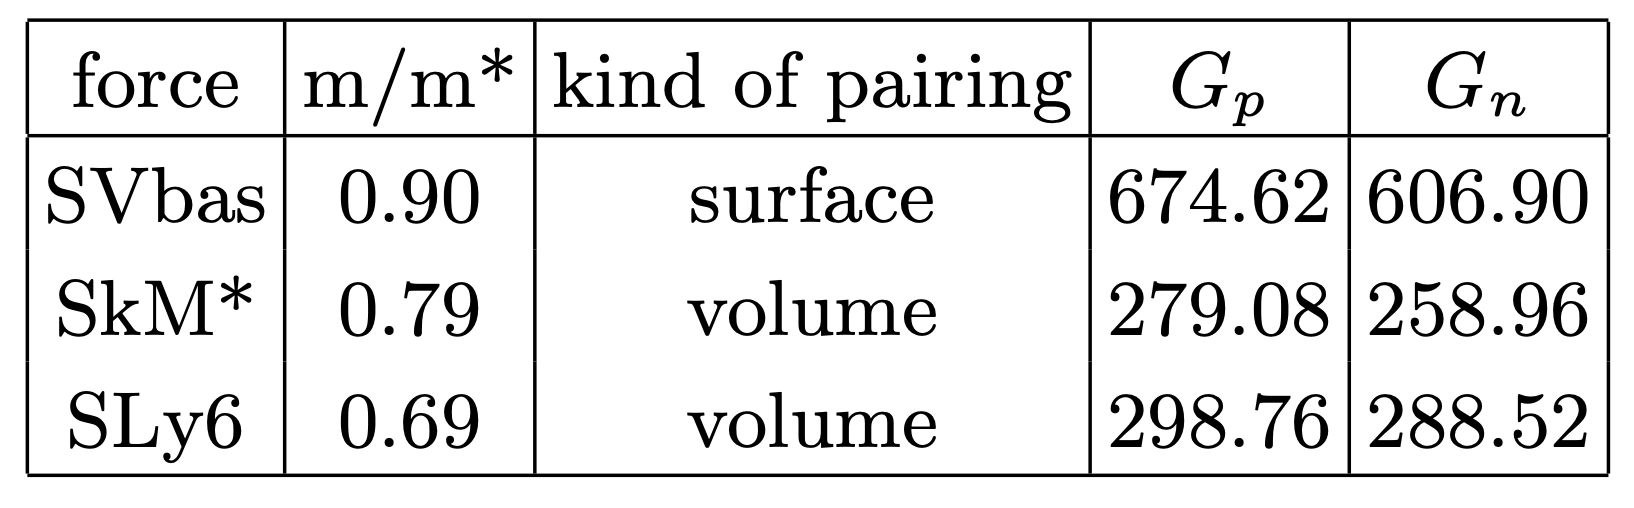 force m/m* kind of pairing Gₚ Gₙ
SVbas 0.90 surface 674.62 606.90
SkM* 0.79 volume 279.08 258.96
SLy6 0.69 volume 298.76 288.52